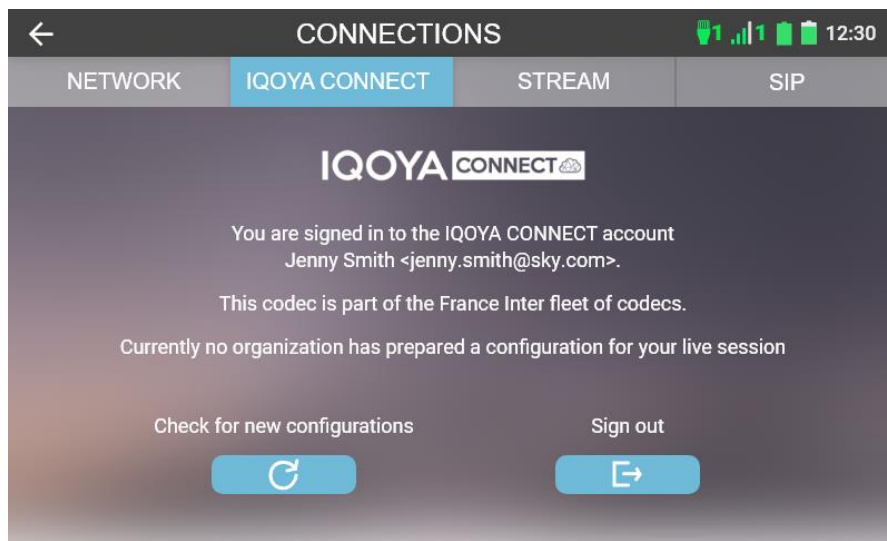 CONNECTIONS
1 1 12:30
NETWORK IQOYA CONNECT STREAM SIP
IQOYA CONNECT
You are signed in to the IQOYA CONNECT account
Jenny Smith <jenny.smith@sky.com>.
This codec is part of the France Inter fleet of codecs.
Currently no organization has prepared a configuration for your live session
Check for new configurations Sign out